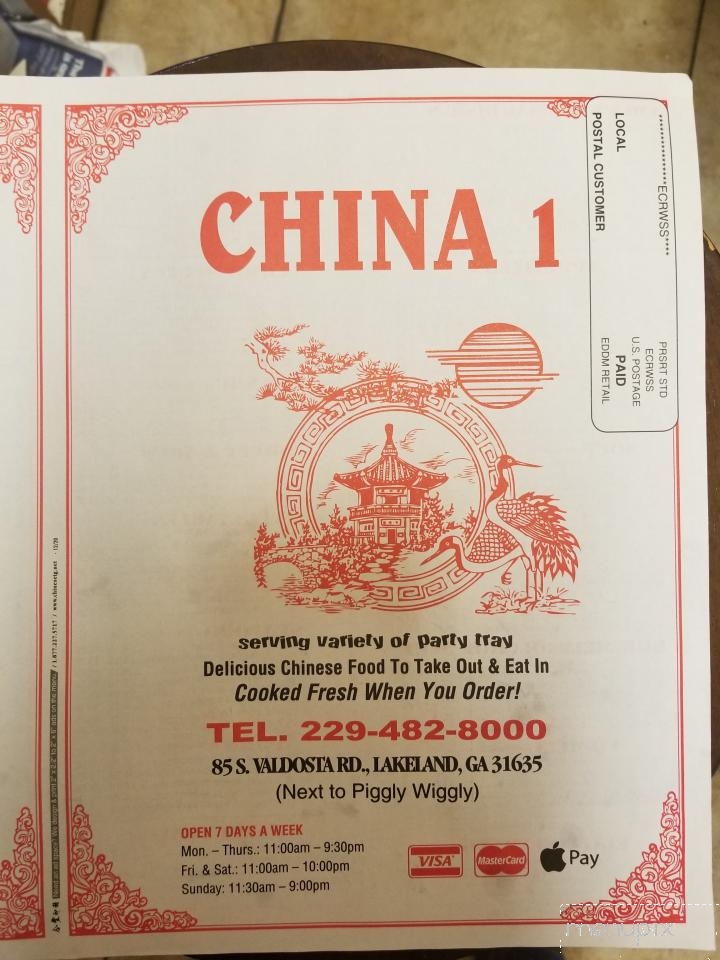 CHINA 1
******************ECRWSS****
LOCAL
POSTAL CUSTOMER
PRSRT STD
ECRWSS
U.S. POSTAGE
PAID
EDDM RETAIL
serving variety of party tray
Delicious Chinese Food To Take Out & Eat In
Cooked Fresh When You Order!
TEL. 229-482-8000
85 S. VALDOSTA RD., LAKELAND, GA 31635
(Next to Piggly Wiggly)
OPEN 7 DAYS A WEEK
Mon. – Thurs.: 11:00am – 9:30pm
Fri. & Sat.: 11:00am – 10:00pm
Sunday: 11:30am – 9:00pm
VISA
MasterCard
Pay
menupix